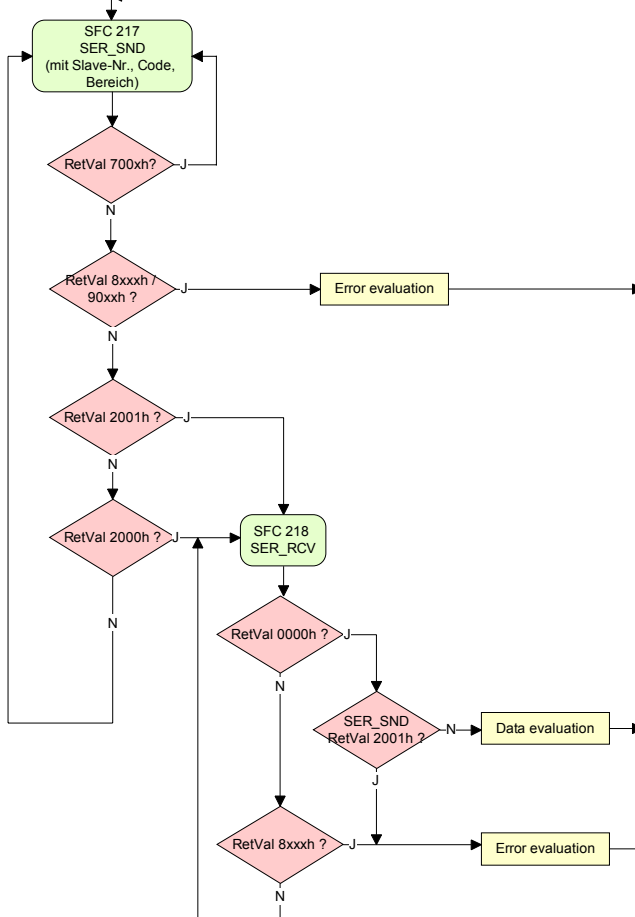 SFC 217
SER_SND
(mit Slave-Nr., Code,
Bereich)
RetVal 700xh?
J
N
RetVal 8xxxh /
90xxh ?
J
Error evaluation
N
RetVal 2001h ?
J
N
RetVal 2000h ?
J
SFC 218
SER_RCV
N
RetVal 0000h ?
J
N
SER_SND
RetVal 2001h ?
N
Data evaluation
J
RetVal 8xxxh ?
J
Error evaluation
N